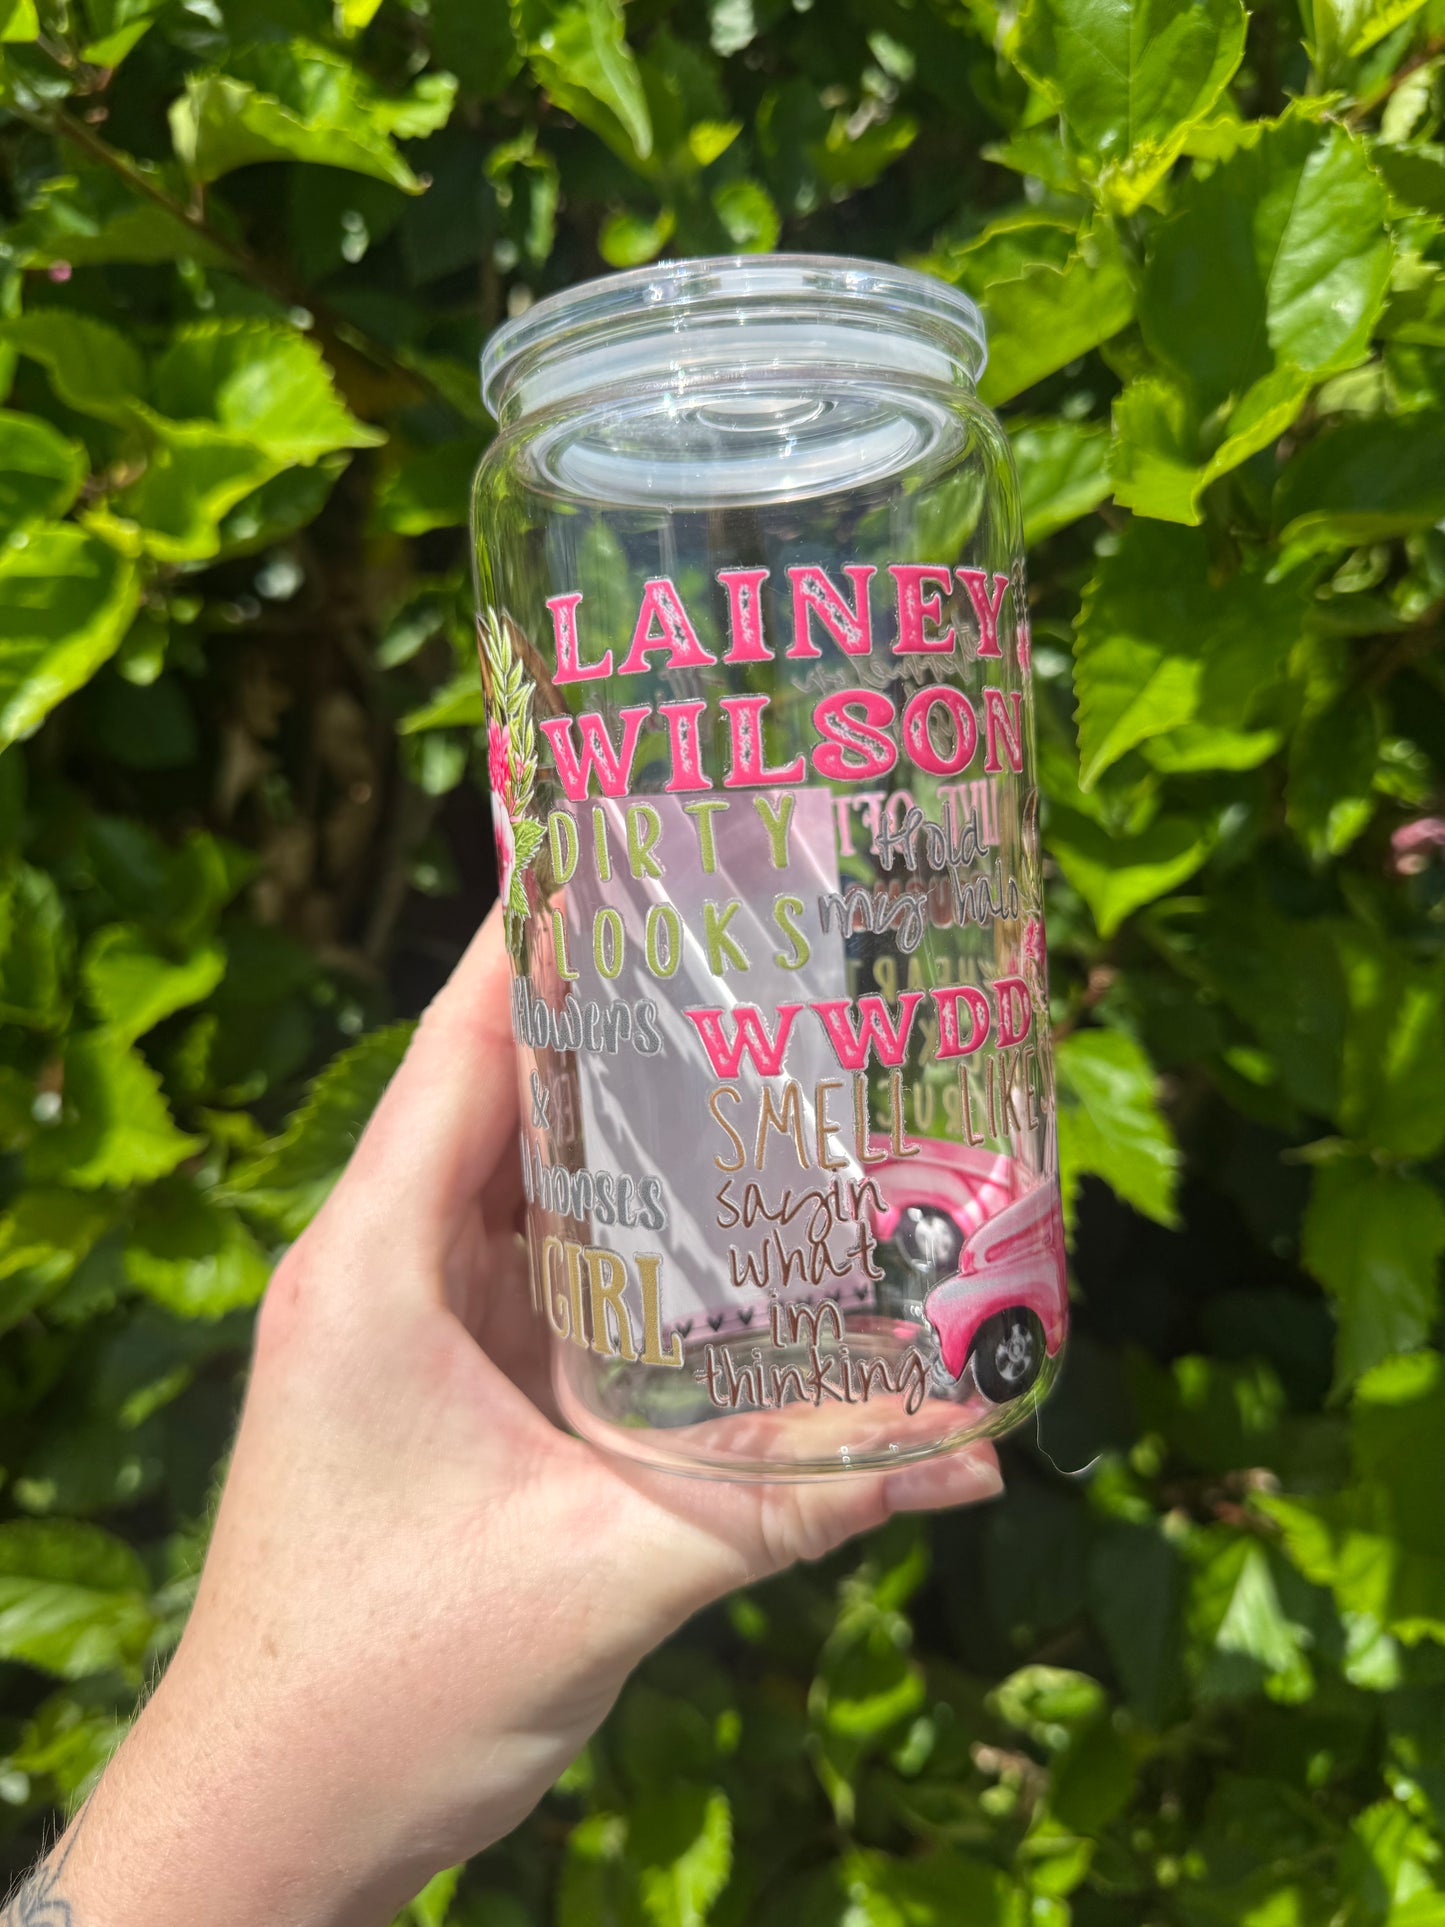 LAINEY
WILSON
DIRTY
LOOKS
Hold
my halo
Flowers
&
horses
WWDD
SMELL LIKE
sayin
what
im
thinking
GIRL